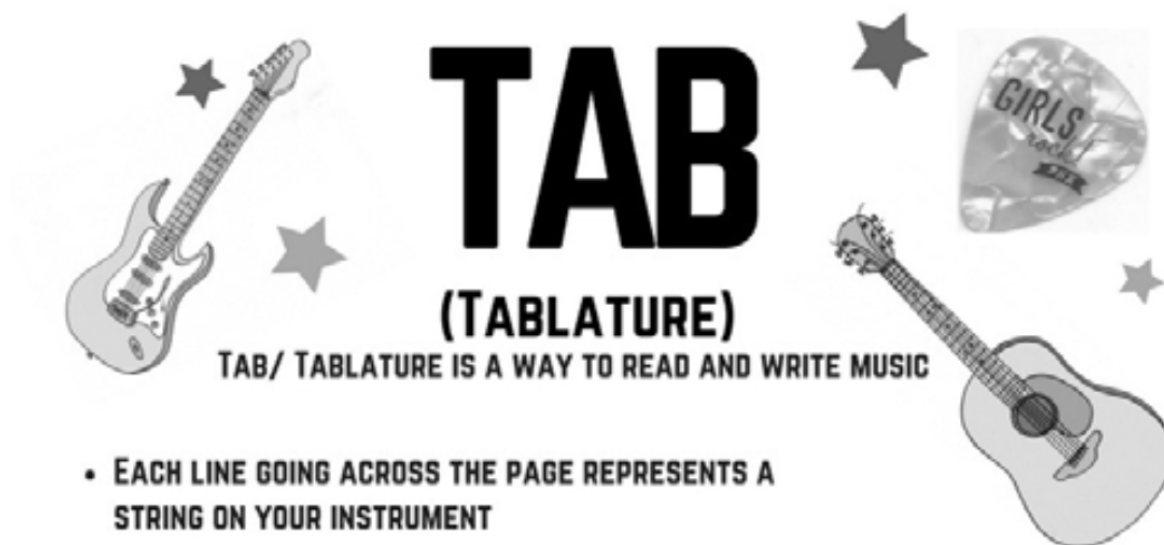 TAB
GIRLS
rock!
(TABLATURE)
TAB/ TABLATURE IS A WAY TO READ AND WRITE MUSIC
• EACH LINE GOING ACROSS THE PAGE REPRESENTS A
STRING ON YOUR INSTRUMENT